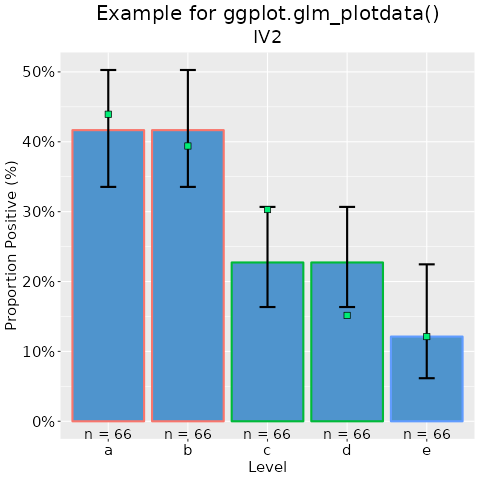 Example for ggplot.glm_plotdata()
IV2
Proportion Positive (%)
50%
40%
30%
20%
10%
0%
n = 66 n = 66 n = 66 n = 66 n = 66
a b c d e
Level